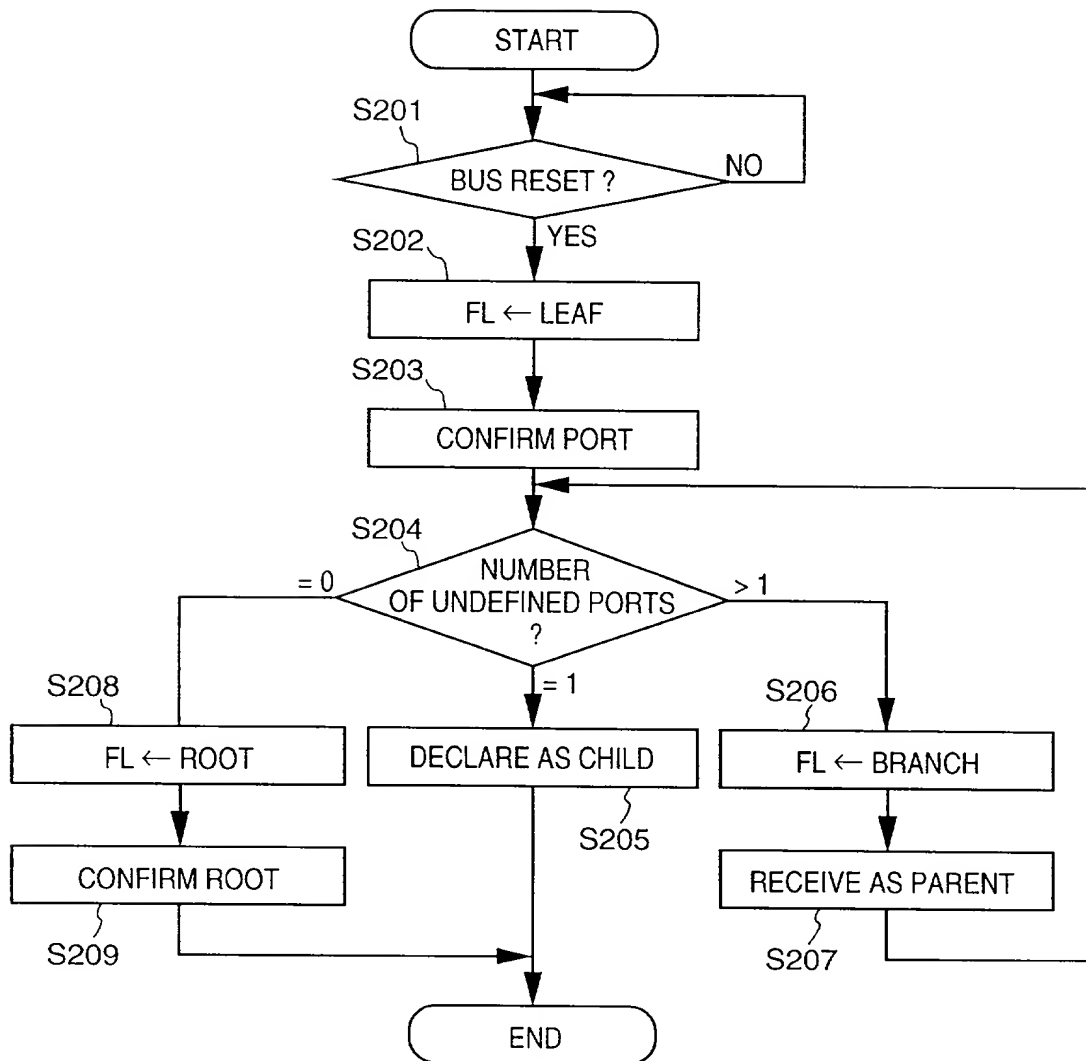 START
S201
BUS RESET ?
NO
YES
S202
FL ← LEAF
S203
CONFIRM PORT
S204
NUMBER
OF UNDEFINED PORTS
?
= 0
> 1
= 1
S208
FL ← ROOT
DECLARE AS CHILD
S205
S206
FL ← BRANCH
CONFIRM ROOT
S209
RECEIVE AS PARENT
S207
END